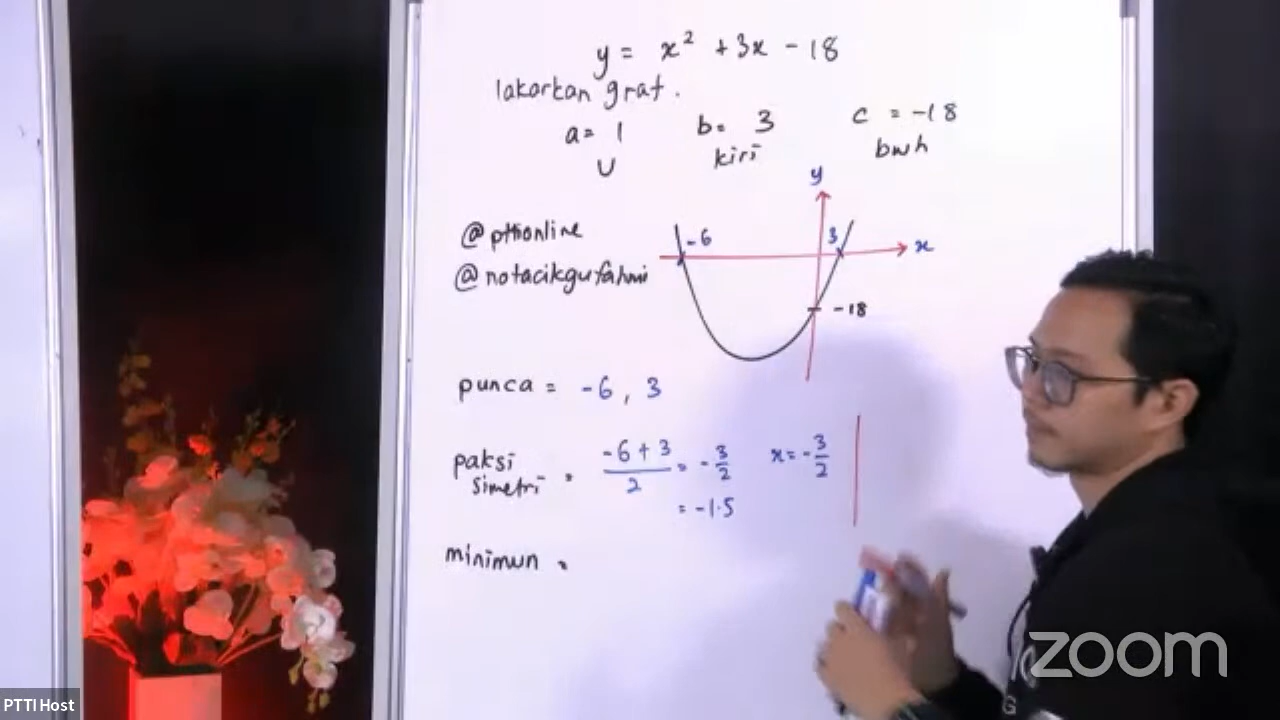 y = x² + 3x - 18
lakarkan graf.
a = 1 b = 3 c = -18
U kiri bwh
y
@pttionline
-6 3 x
@notacikgufahmi
-18
punca = -6, 3
paksi simetri = (-6 + 3)/2 = -3/2 x = -3/2
= -1.5
minimun =
zoom
PTTI Host